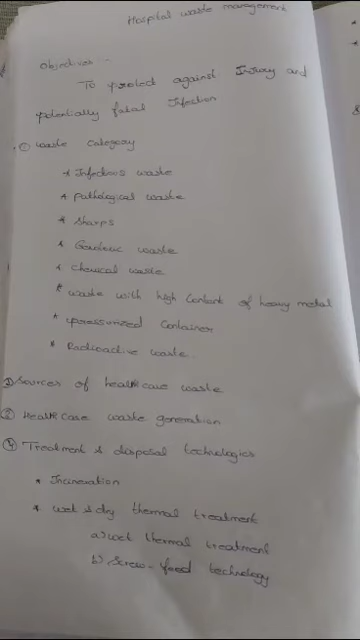 Hospital waste management
Objectives :-
To protect against Injury and
potentially fatal Infection
① waste category
* Infectious waste
* pathological waste
* sharps
* Genotoxic waste
* chemical waste
* waste with high content of heavy metal
* pressurized container
* Radioactive waste.
② Sources of health care waste
③ Health care waste generation
④ Treatment & disposal technologies
* Incineration
* wet & dry thermal treatment
a) wet thermal treatment
b) Screw-feed technology